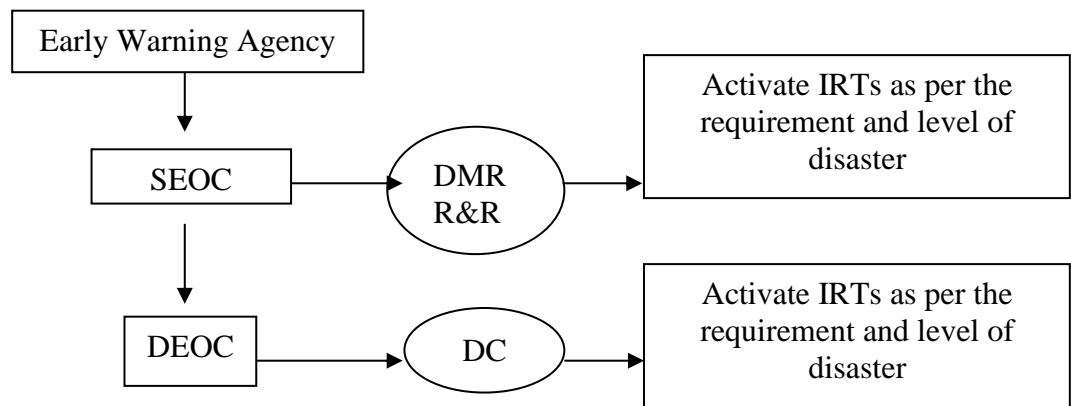 Early Warning Agency
Activate IRTs as per the
requirement and level of
disaster
SEOC
DMR
R&R
Activate IRTs as per the
requirement and level of
disaster
DEOC
DC